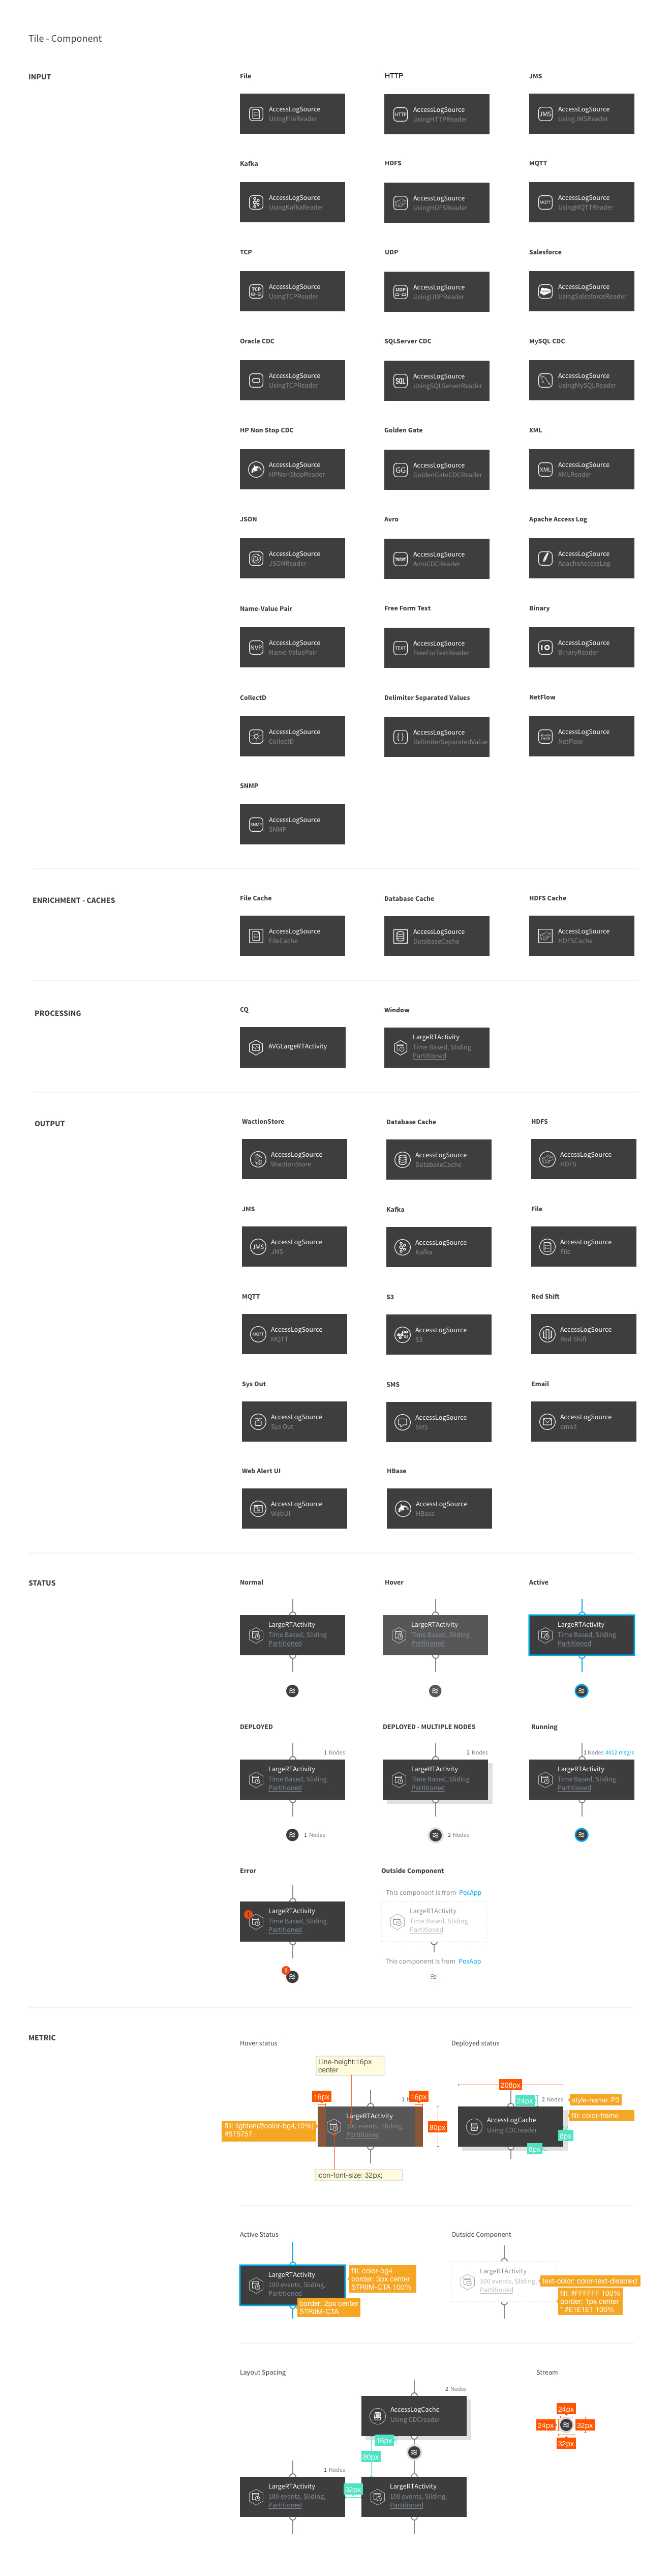 Tile - Component
INPUT
File
HTTP
JMS
AccessLogSource
UsingFileReader
HTTP
AccessLogSource
UsingHTTPReader
JMS
AccessLogSource
UsingJMSReader
Kafka
HDFS
MQTT
AccessLogSource
UsingKafkaReader
AccessLogSource
UsingHDFSReader
MQTT
AccessLogSource
UsingMQTTReader
TCP
UDP
Salesforce
TCP
AccessLogSource
UsingTCPReader
UDP
AccessLogSource
UsingUDPReader
AccessLogSource
UsingSalesforceReader
Oracle CDC
SQLServer CDC
MySQL CDC
AccessLogSource
UsingTCPReader
SQL
AccessLogSource
UsingSQLServerReader
AccessLogSource
UsingMySQLReader
HP Non Stop CDC
Golden Gate
XML
AccessLogSource
HPNonStopReader
GG
AccessLogSource
GoldenGateCDCReader
XML
AccessLogSource
XMLReader
JSON
Avro
Apache Access Log
AccessLogSource
JSONReader
AccessLogSource
AvroCDCReader
AccessLogSource
ApacheAccessLog
Name-Value Pair
Free Form Text
Binary
NVP
AccessLogSource
Name-ValuePair
TEXT
AccessLogSource
FreeForTextReader
AccessLogSource
BinaryReader
CollectD
Delimiter Separated Values
NetFlow
AccessLogSource
CollectD
AccessLogSource
DelimiterSeparatedValue
AccessLogSource
NetFlow
SNMP
SNMP
AccessLogSource
SNMP
ENRICHMENT - CACHES
File Cache
Database Cache
HDFS Cache
AccessLogSource
FileCache
AccessLogSource
DatabaseCache
AccessLogSource
HDFSCache
PROCESSING
CQ
Window
AVGLargeRTActivity
LargeRTActivity
Time Based, Sliding
Partitioned
OUTPUT
WactionStore
Database Cache
HDFS
AccessLogSource
WactionStore
AccessLogSource
DatabaseCache
AccessLogSource
HDFS
JMS
Kafka
File
JMS
AccessLogSource
JMS
AccessLogSource
Kafka
AccessLogSource
File
MQTT
S3
Red Shift
MQTT
AccessLogSource
MQTT
AccessLogSource
S3
AccessLogSource
Red Shift
Sys Out
SMS
Email
AccessLogSource
Sys Out
AccessLogSource
SMS
AccessLogSource
email
Web Alert UI
HBase
AccessLogSource
WebUI
AccessLogSource
HBase
STATUS
Normal
Hover
Active
LargeRTActivity
Time Based, Sliding
Partitioned
LargeRTActivity
Time Based, Sliding
Partitioned
LargeRTActivity
Time Based, Sliding
Partitioned
DEPLOYED
DEPLOYED - MULTIPLE NODES
Running
1 Nodes
2 Nodes
1 Nodes 4412 msg/s
LargeRTActivity
Time Based, Sliding
Partitioned
LargeRTActivity
Time Based, Sliding
Partitioned
LargeRTActivity
Time Based, Sliding
Partitioned
1 Nodes
2 Nodes
Error
Outside Component
This component is from PosApp
LargeRTActivity
Time Based, Sliding
Partitioned
LargeRTActivity
Time Based, Sliding
Partitioned
This component is from PosApp
METRIC
Hover status
Deployed status
Line-height:16px
center
208px
16px
1
16px
24px
2 Nodes
style-name: P3
fill: color-frame
fill: lighten(@color-bg4,10%)
#575757
LargeRTActivity
100 events, Sliding,
Partitioned
80px
AccessLogCache
Using CDCreader
8px
8px
icon-font-size: 32px;
Active Status
Outside Component
LargeRTActivity
100 events, Sliding,
Partitioned
fill: color-bg4
border: 3px center
STRIIM-CTA 100%
border: 2px center
STRIIM-CTA
LargeRTActivity
100 events, Sliding,
Partitioned
text-color: color-text-disabled
fill: #FFFFFF 100%
border: 1px center
#E1E1E1 100%
Layout Spacing
Stream
2 Nodes
AccessLogCache
Using CDCreader
24px
24px
32px
32px
16px
80px
1 Nodes
LargeRTActivity
100 events, Sliding,
Partitioned
32px
LargeRTActivity
100 events, Sliding,
Partitioned